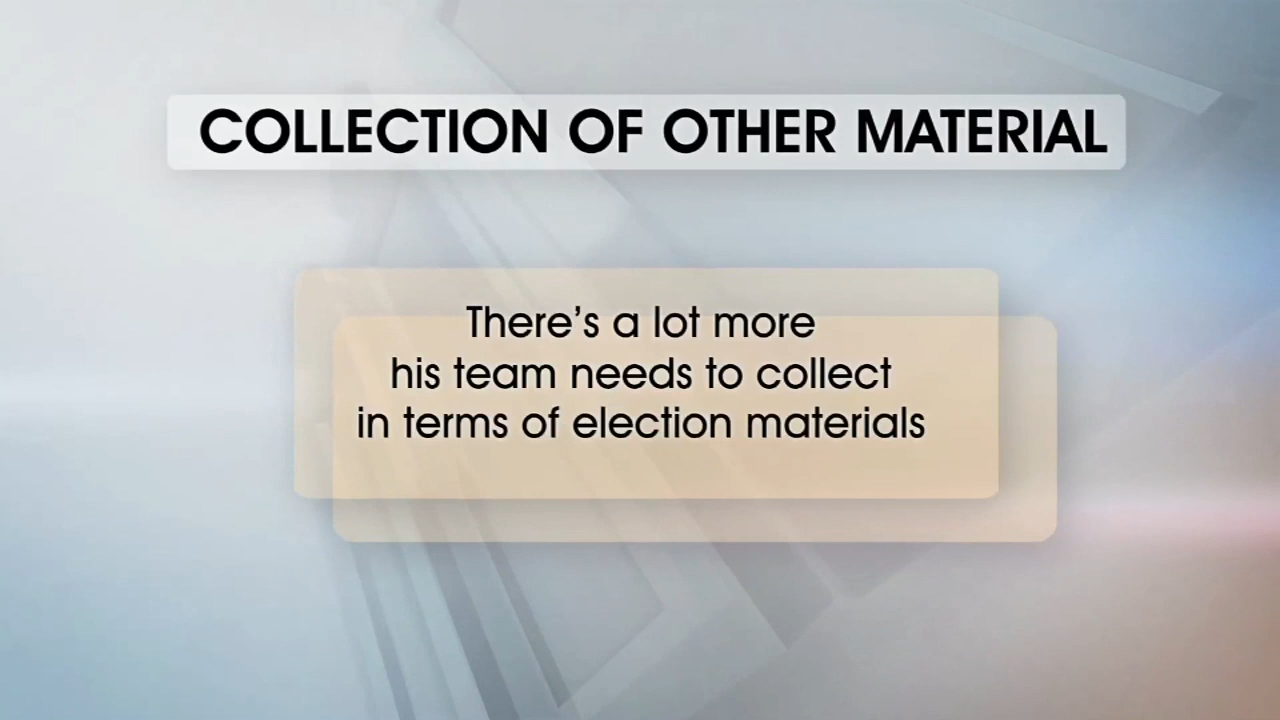 COLLECTION OF OTHER MATERIAL
There’s a lot more
his team needs to collect
in terms of election materials